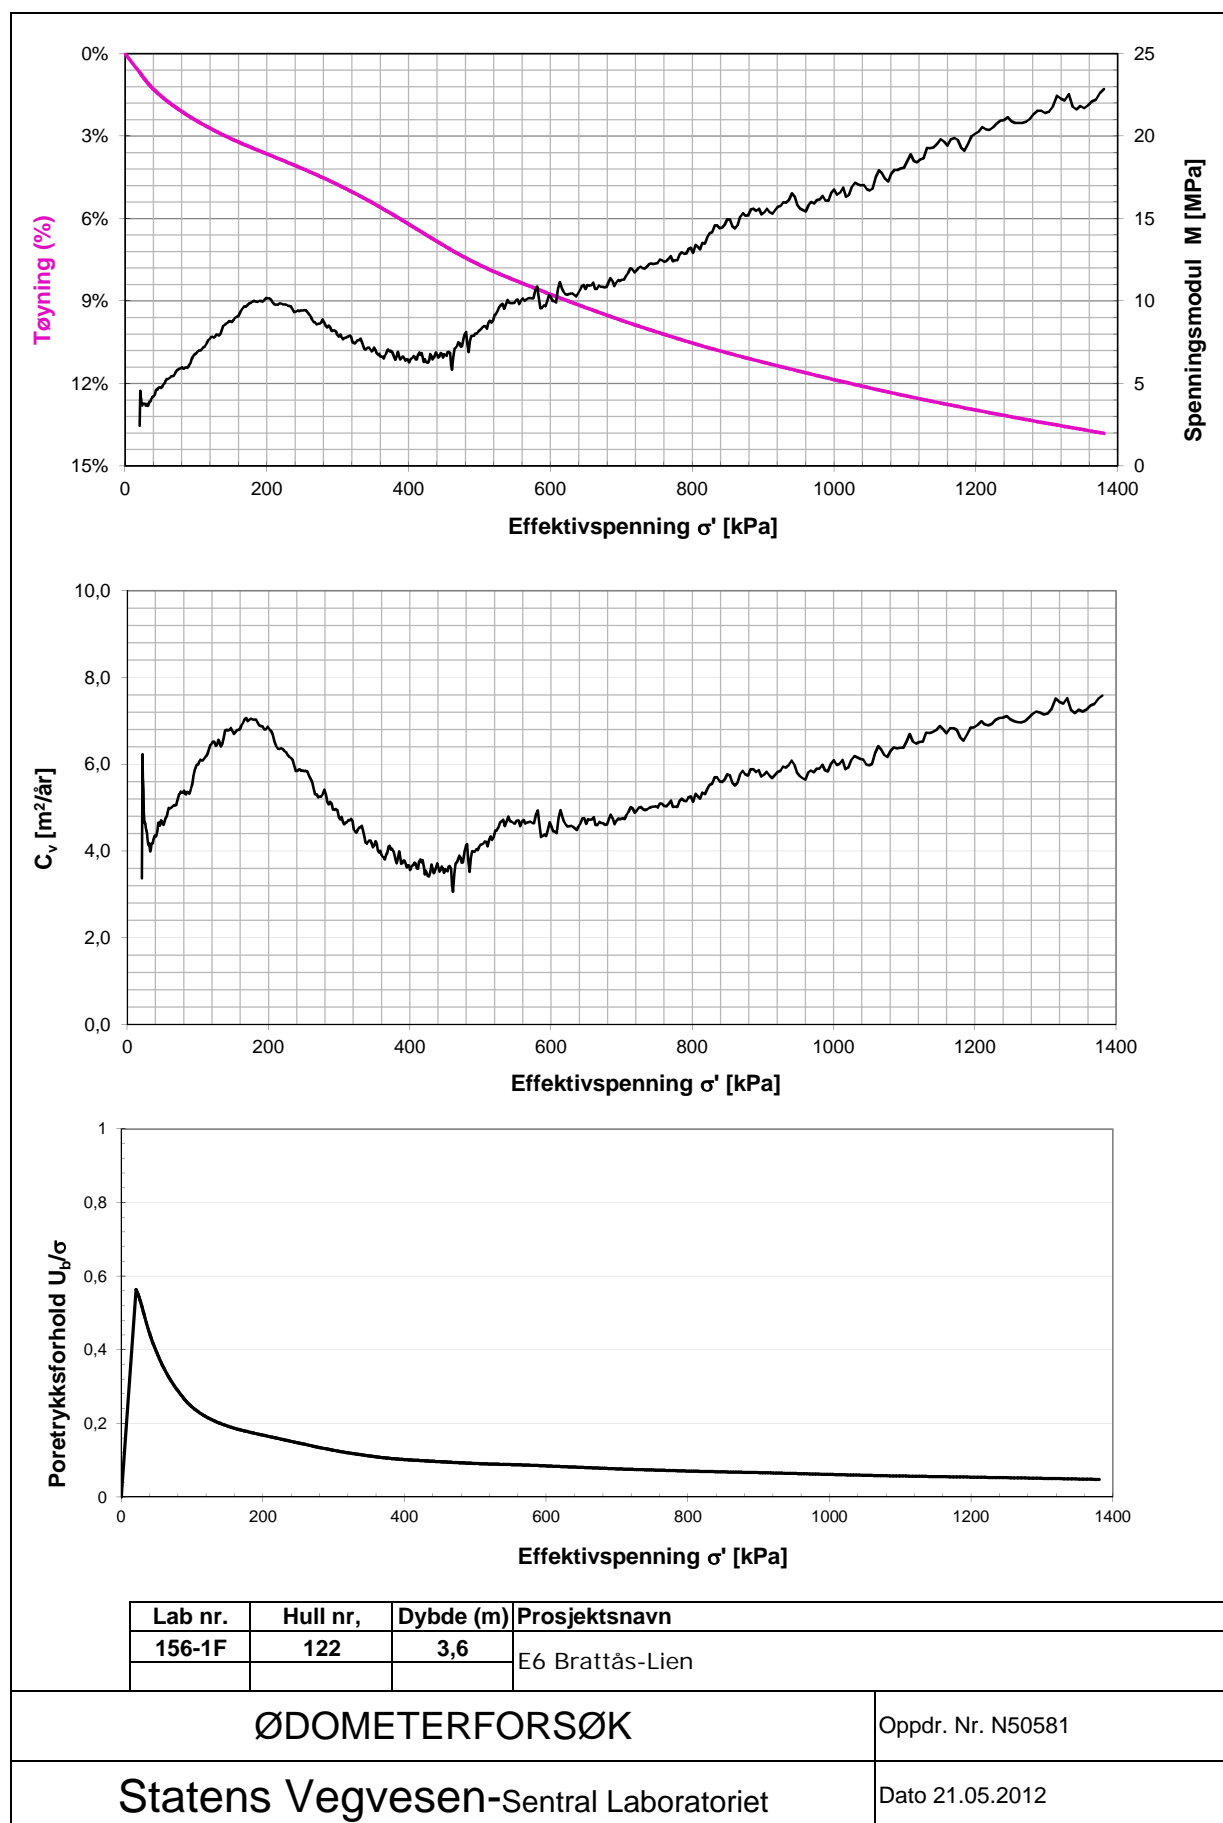 0% 25
3% 20
6% 15
9% 10
12% 5
15% 0
0 200 400 600 800 1000 1200 1400
Tøyning (%)
Spenningsmodul M [MPa]
Effektivspenning σ' [kPa]
10,0
8,0
6,0
4,0
2,0
0,0
0 200 400 600 800 1000 1200 1400
Cv [m²/år]
Effektivspenning σ' [kPa]
1
0,8
0,6
0,4
0,2
0
0 200 400 600 800 1000 1200 1400
Poretrykksforhold Ub/σ
Effektivspenning σ' [kPa]
Lab nr. Hull nr, Dybde (m) Prosjektsnavn
156-1F 122 3,6
E6 Brattås-Lien
ØDOMETERFORSØK
Oppdr. Nr. N50581
Statens Vegvesen-Sentral Laboratoriet
Dato 21.05.2012